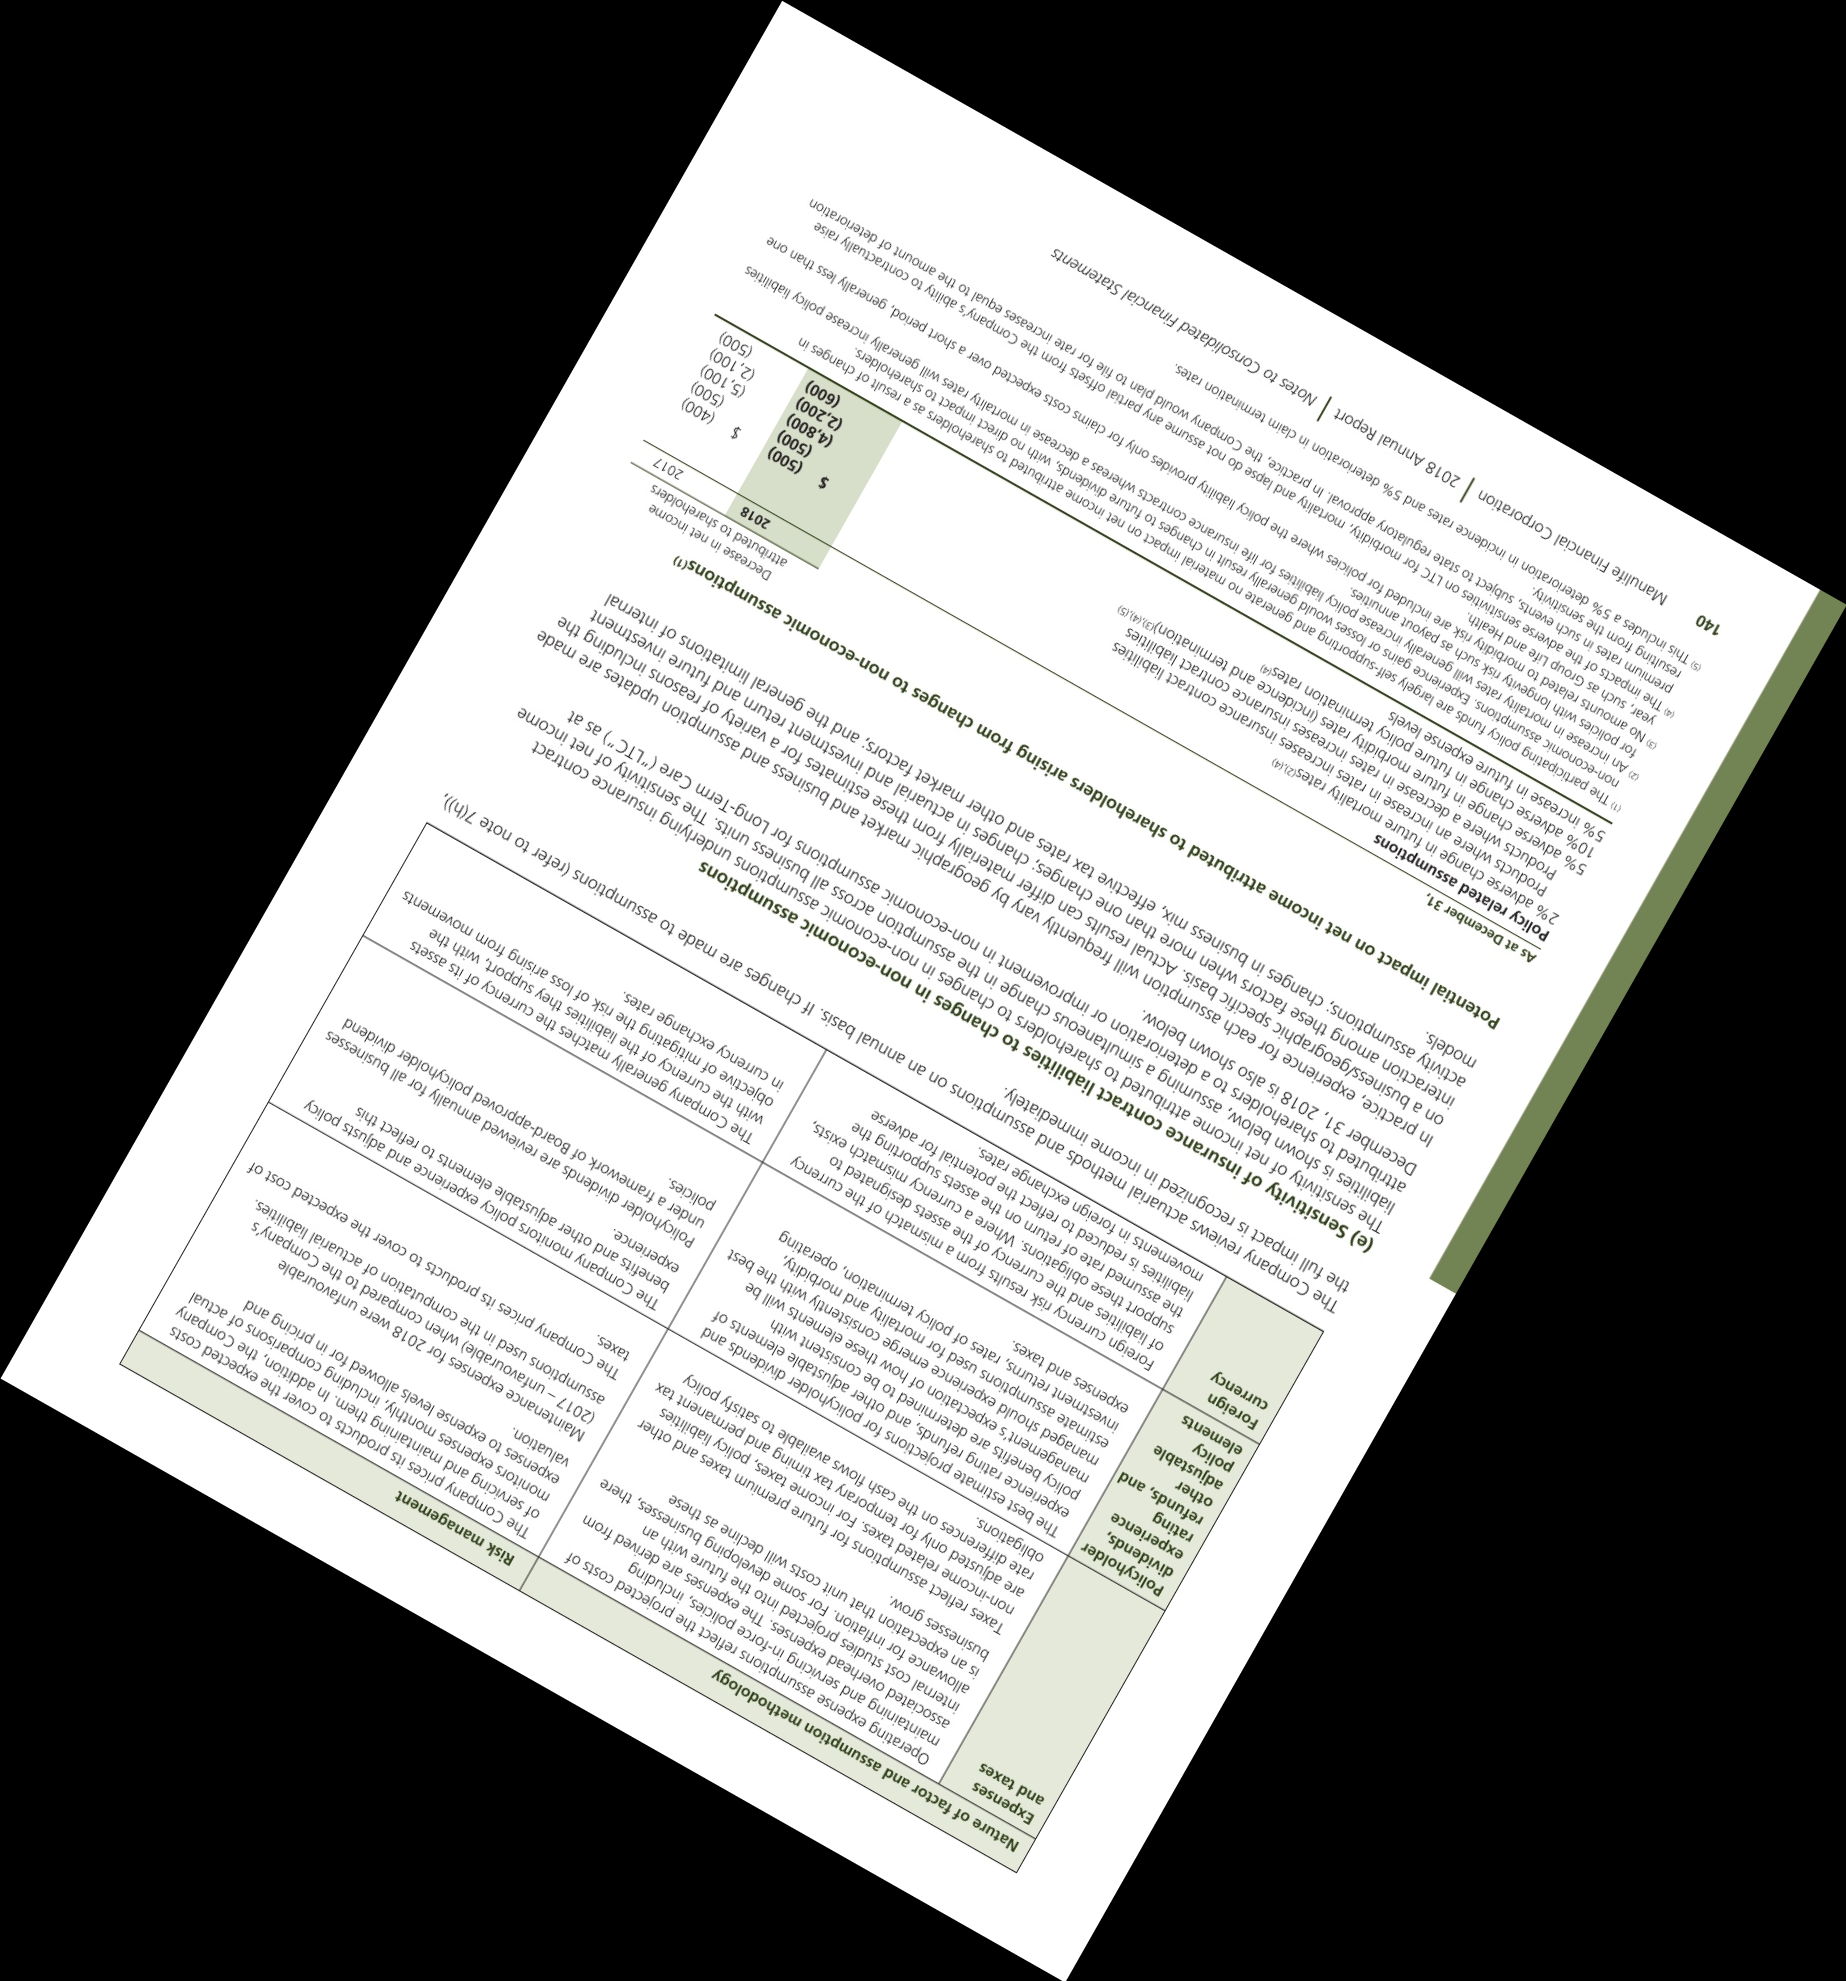 Nature of factor and assumption methodology
Risk management
Expenses
and taxes
Operating expense assumptions reflect the projected costs of
maintaining and servicing in-force policies, including
associated overhead expenses. The expenses are derived from
internal cost studies projected into the future with an
allowance for inflation. For some developing businesses, there
is an expectation that unit costs will decline as these
businesses grow.
Taxes reflect assumptions for future premium taxes and other
non-income related taxes. For income taxes, policy liabilities
are adjusted only for temporary tax timing and permanent tax
rate differences on the cash flows available to satisfy policy
obligations.
The Company prices its products to cover the expected costs
of servicing and maintaining them. In addition, the Company
monitors expenses monthly, including comparisons of actual
expenses to expense levels allowed for in pricing and
valuation.
Maintenance expenses for 2018 were unfavourable
(2017 – unfavorable) when compared to the Company’s
assumptions used in the computation of actuarial liabilities.
The Company prices its products to cover the expected cost of
taxes.
Policyholder
dividends,
experience
rating
refunds, and
other
adjustable
policy
elements
The best estimate projections for policyholder dividends and
experience rating refunds, and other adjustable elements of
policy benefits are determined to be consistent with
management’s expectation of how these elements will be
managed should experience emerge consistently with the best
estimate assumptions used for mortality and morbidity,
investment returns, rates of policy termination, operating
expenses and taxes.
The Company monitors policy experience and adjusts policy
benefits and other adjustable elements to reflect this
experience.
Policyholder dividends are reviewed annually for all businesses
under a framework of Board-approved policyholder dividend
policies.
Foreign
currency
Foreign currency risk results from a mismatch of the currency
of liabilities and the currency of the assets designated to
support these obligations. Where a currency mismatch exists,
the assumed rate of return on the assets supporting the
liabilities is reduced to reflect the potential for adverse
movements in foreign exchange rates.
The Company generally matches the currency of its assets
with the currency of the liabilities they support, with the
objective of mitigating the risk of loss arising from movements
in currency exchange rates.
The Company reviews actuarial methods and assumptions on an annual basis. If changes are made to assumptions (refer to note 7(h)),
the full impact is recognized in income immediately.
(e) Sensitivity of insurance contract liabilities to changes in non-economic assumptions
The sensitivity of net income attributed to shareholders to changes in non-economic assumptions underlying insurance contract
liabilities is shown below, assuming a simultaneous change in the assumption across all business units. The sensitivity of net income
attributed to shareholders to a deterioration or improvement in non-economic assumptions for Long-Term Care (“LTC”) as at
December 31, 2018 is also shown below.
In practice, experience for each assumption will frequently vary by geographic market and business and assumption updates are made
on a business/geographic specific basis. Actual results can differ materially from these estimates for a variety of reasons including the
interaction among these factors when more than one changes; changes in actuarial and investment return and future investment
activity assumptions; changes in business mix, effective tax rates and other market factors; and the general limitations of internal
models.
Potential impact on net income attributed to shareholders arising from changes to non-economic assumptions(1)
Decrease in net income
attributed to shareholders
As at December 31, 2018 2017
Policy related assumptions
2% adverse change in future mortality rates(2),(4)
Products where an increase in rates increases insurance contract liabilities $ (500) $ (400)
Products where a decrease in rates increases insurance contract liabilities (500) (500)
5% adverse change in future morbidity rates (incidence and termination)(3),(4),(5) (4,800) (5,100)
10% adverse change in future policy termination rates(4) (2,200) (2,100)
5% increase in future expense levels (600) (500)
(1) The participating policy funds are largely self-supporting and generate no material impact on net income attributed to shareholders as a result of changes in
non-economic assumptions. Experience gains or losses would generally result in changes to future dividends, with no direct impact to shareholders.
(2) An increase in mortality rates will generally increase policy liabilities for life insurance contracts whereas a decrease in mortality rates will generally increase policy liabilities
for policies with longevity risk such as payout annuities.
(3) No amounts related to morbidity risk are included for policies where the policy liability provides only for claims costs expected over a short period, generally less than one
year, such as Group Life and Health.
(4) The impacts of the adverse sensitivities on LTC for morbidity, mortality and lapse do not assume any partial offsets from the Company’s ability to contractually raise
premium rates in such events, subject to state regulatory approval. In practice, the Company would plan to file for rate increases equal to the amount of deterioration
resulting from the sensitivity.
(5) This includes a 5% deterioration in incidence rates and 5% deterioration in claim termination rates.
140 Manulife Financial Corporation | 2018 Annual Report | Notes to Consolidated Financial Statements